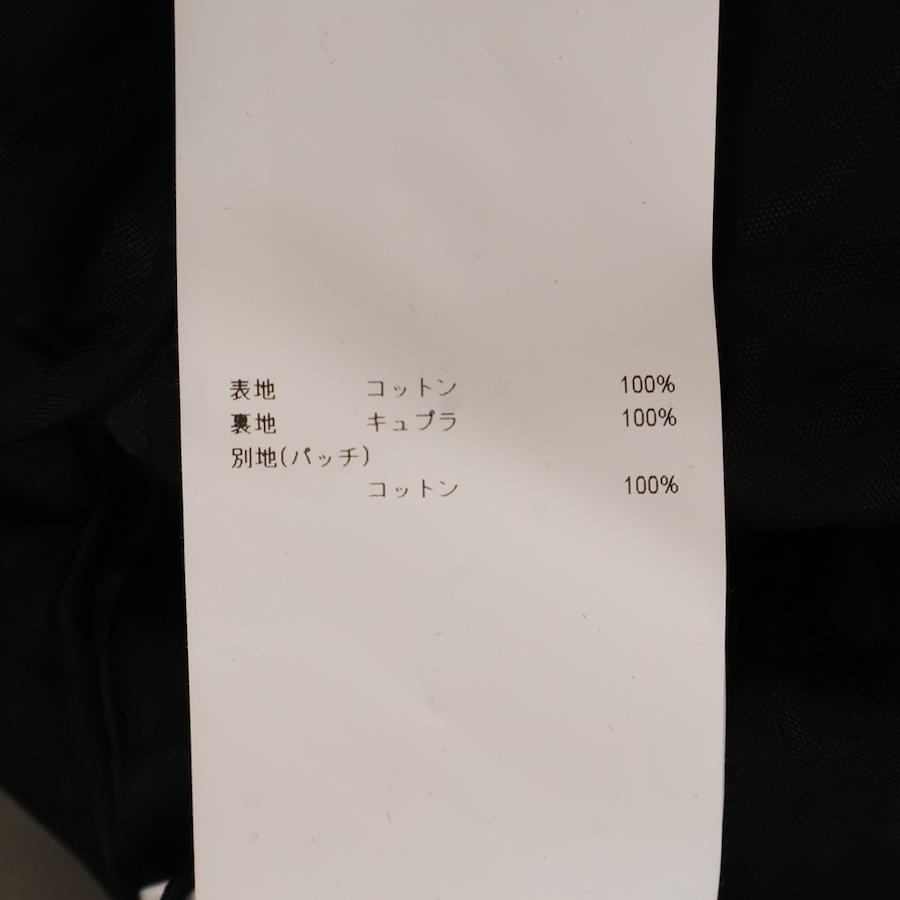 表地 コットン 100%
裏地 キュプラ 100%
別地(パッチ)
コットン 100%